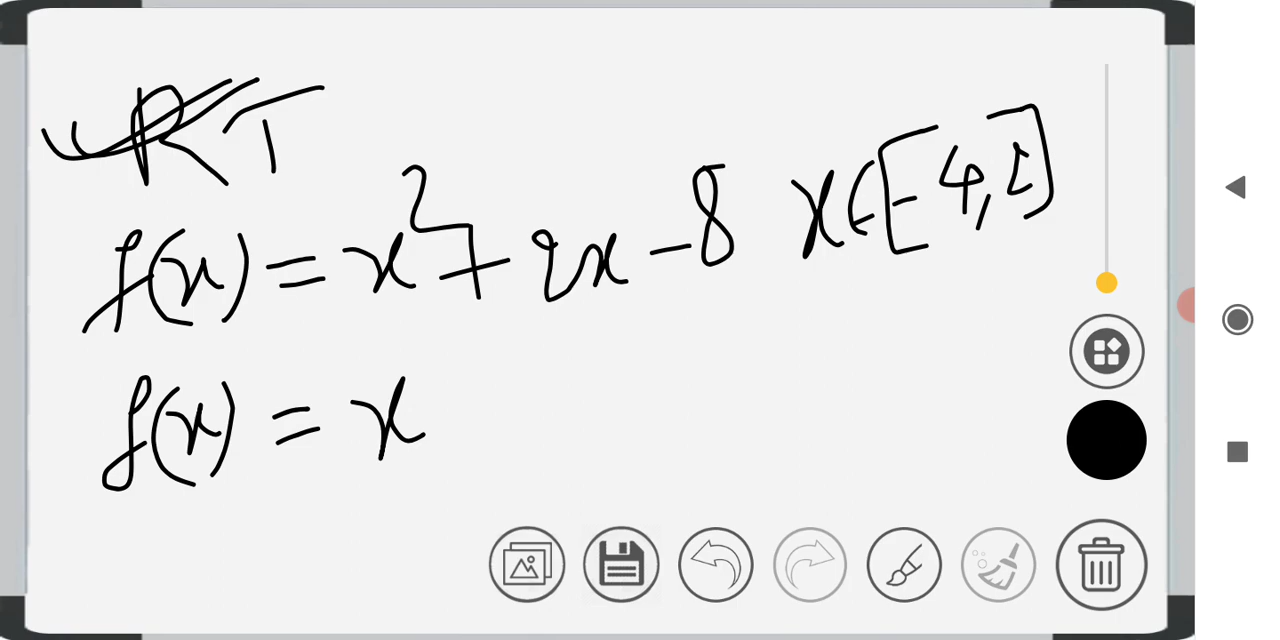 RT
f(x) = x² + 2x - 8 x ∈ [-4, 2]
f(x) = x